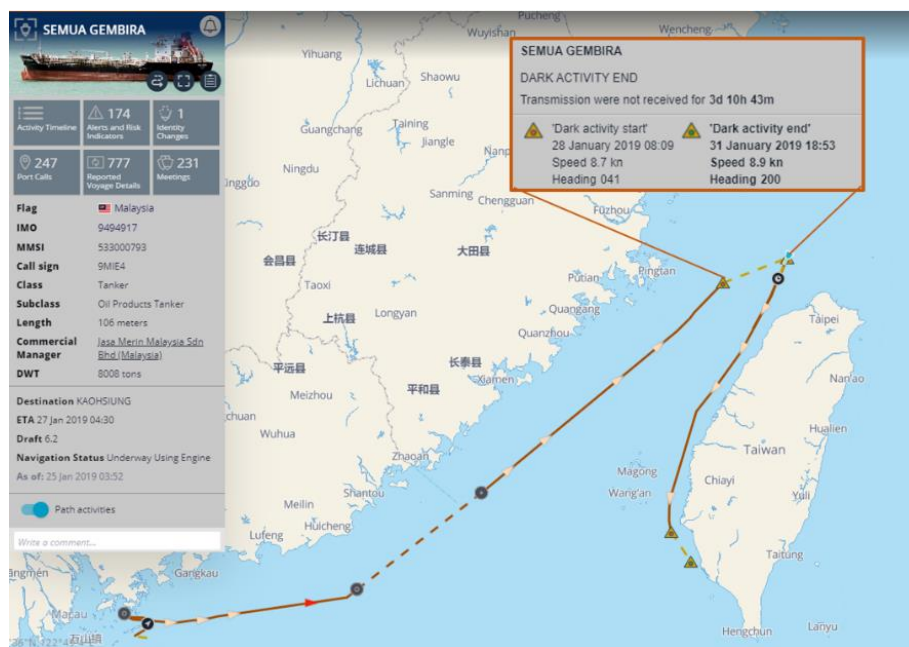 SEMUA GEMBIRA
Activity Timeline
174
Alerts and Risk
Indicators
1
Identity
Changes
247
Port Calls
777
Reported
Voyage Details
231
Meetings
Flag Malaysia
IMO 9494917
MMSI 533000793
Call sign 9MIE4
Class Tanker
Subclass Oil Products Tanker
Length 106 meters
Commercial Manager Jasa Merin Malaysia Sdn Bhd (Malaysia)
DWT 8008 tons
Destination KAOHSIUNG
ETA 27 Jan 2019 04:30
Draft 6.2
Navigation Status Underway Using Engine
As of: 25 Jan 2019 03:52
Path activities
Write a comment...
SEMUA GEMBIRA
DARK ACTIVITY END
Transmission were not received for 3d 10h 43m
'Dark activity start'
28 January 2019 08:09
Speed 8.7 kn
Heading 041
'Dark activity end'
31 January 2019 18:53
Speed 8.9 kn
Heading 200
Pucheng
Wuyishan
Wencheng
Yihuang
Lichuan
Shaowu
Guangchang
Taining
Jiangle
Nanp
Ningdu
ingguo
Sanming
Chengguan
Fuzhou
长汀县
连城县
大田县
会昌县
Taoxi
Putian
Pingtan
上杭县
Longyan
Quangang
Quanzhou
Taipei
长泰县
平远县
平和县
Xiamen
Meizhou
Nan'ao
chuan
Wuhua
Zhaoan
Hualien
Taiwan
Magong
Wang'an
Chiayi
Yuli
Shantou
Meilin
Huicheng
Lufeng
Taitung
Gangkau
Macau
Hengchun
Lanyu